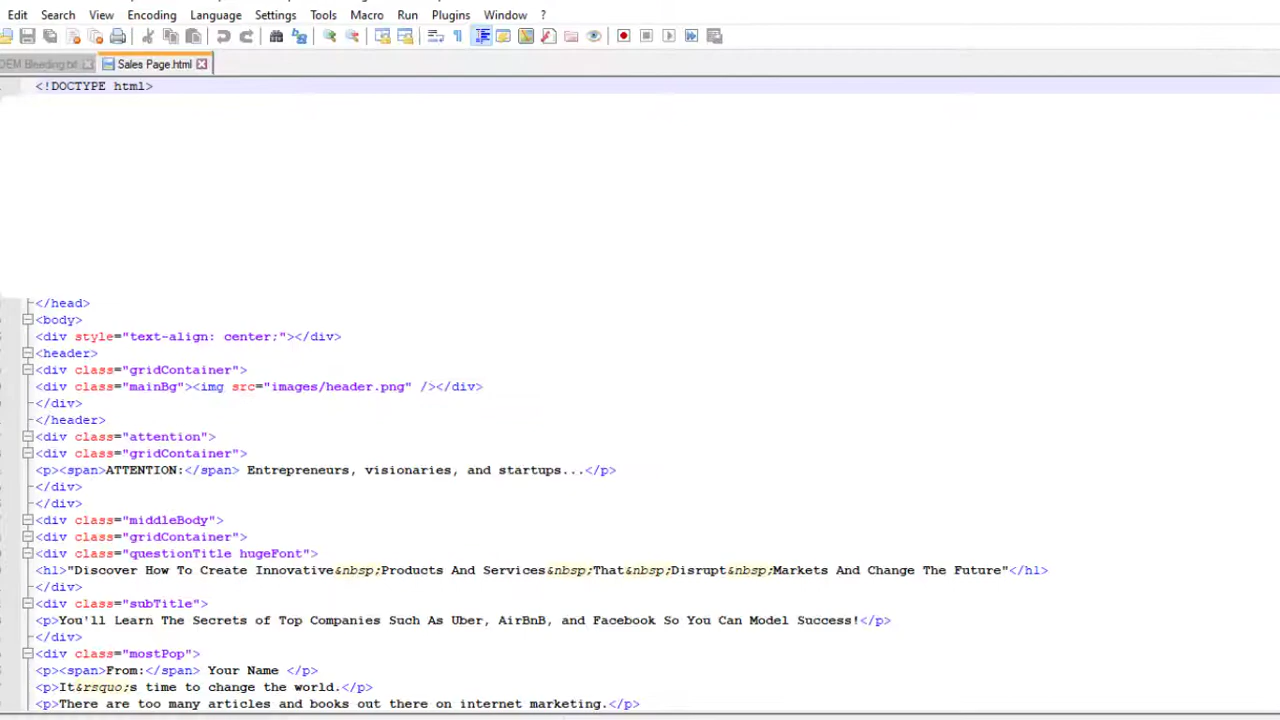 Edit Search View Encoding Language Settings Tools Macro Run Plugins Window ?
DEM Bleeding.txt Sales Page.html
<!DOCTYPE html>
</head>
<body>
<div style="text-align: center;"></div>
<header>
<div class="gridContainer">
<div class="mainBg"><img src="images/header.png" /></div>
</div>
</header>
<div class="attention">
<div class="gridContainer">
<p><span>ATTENTION:</span> Entrepreneurs, visionaries, and startups...</p>
</div>
</div>
<div class="middleBody">
<div class="gridContainer">
<div class="questionTitle hugeFont">
<h1>"Discover How To Create Innovative&nbsp;Products And Services&nbsp;That&nbsp;Disrupt&nbsp;Markets And Change The Future"</h1>
</div>
<div class="subTitle">
<p>You'll Learn The Secrets of Top Companies Such As Uber, AirBnB, and Facebook So You Can Model Success!</p>
</div>
<div class="mostPop">
<p><span>From:</span> Your Name </p>
<p>It&rsquo;s time to change the world.</p>
<p>There are too many articles and books out there on internet marketing.</p>